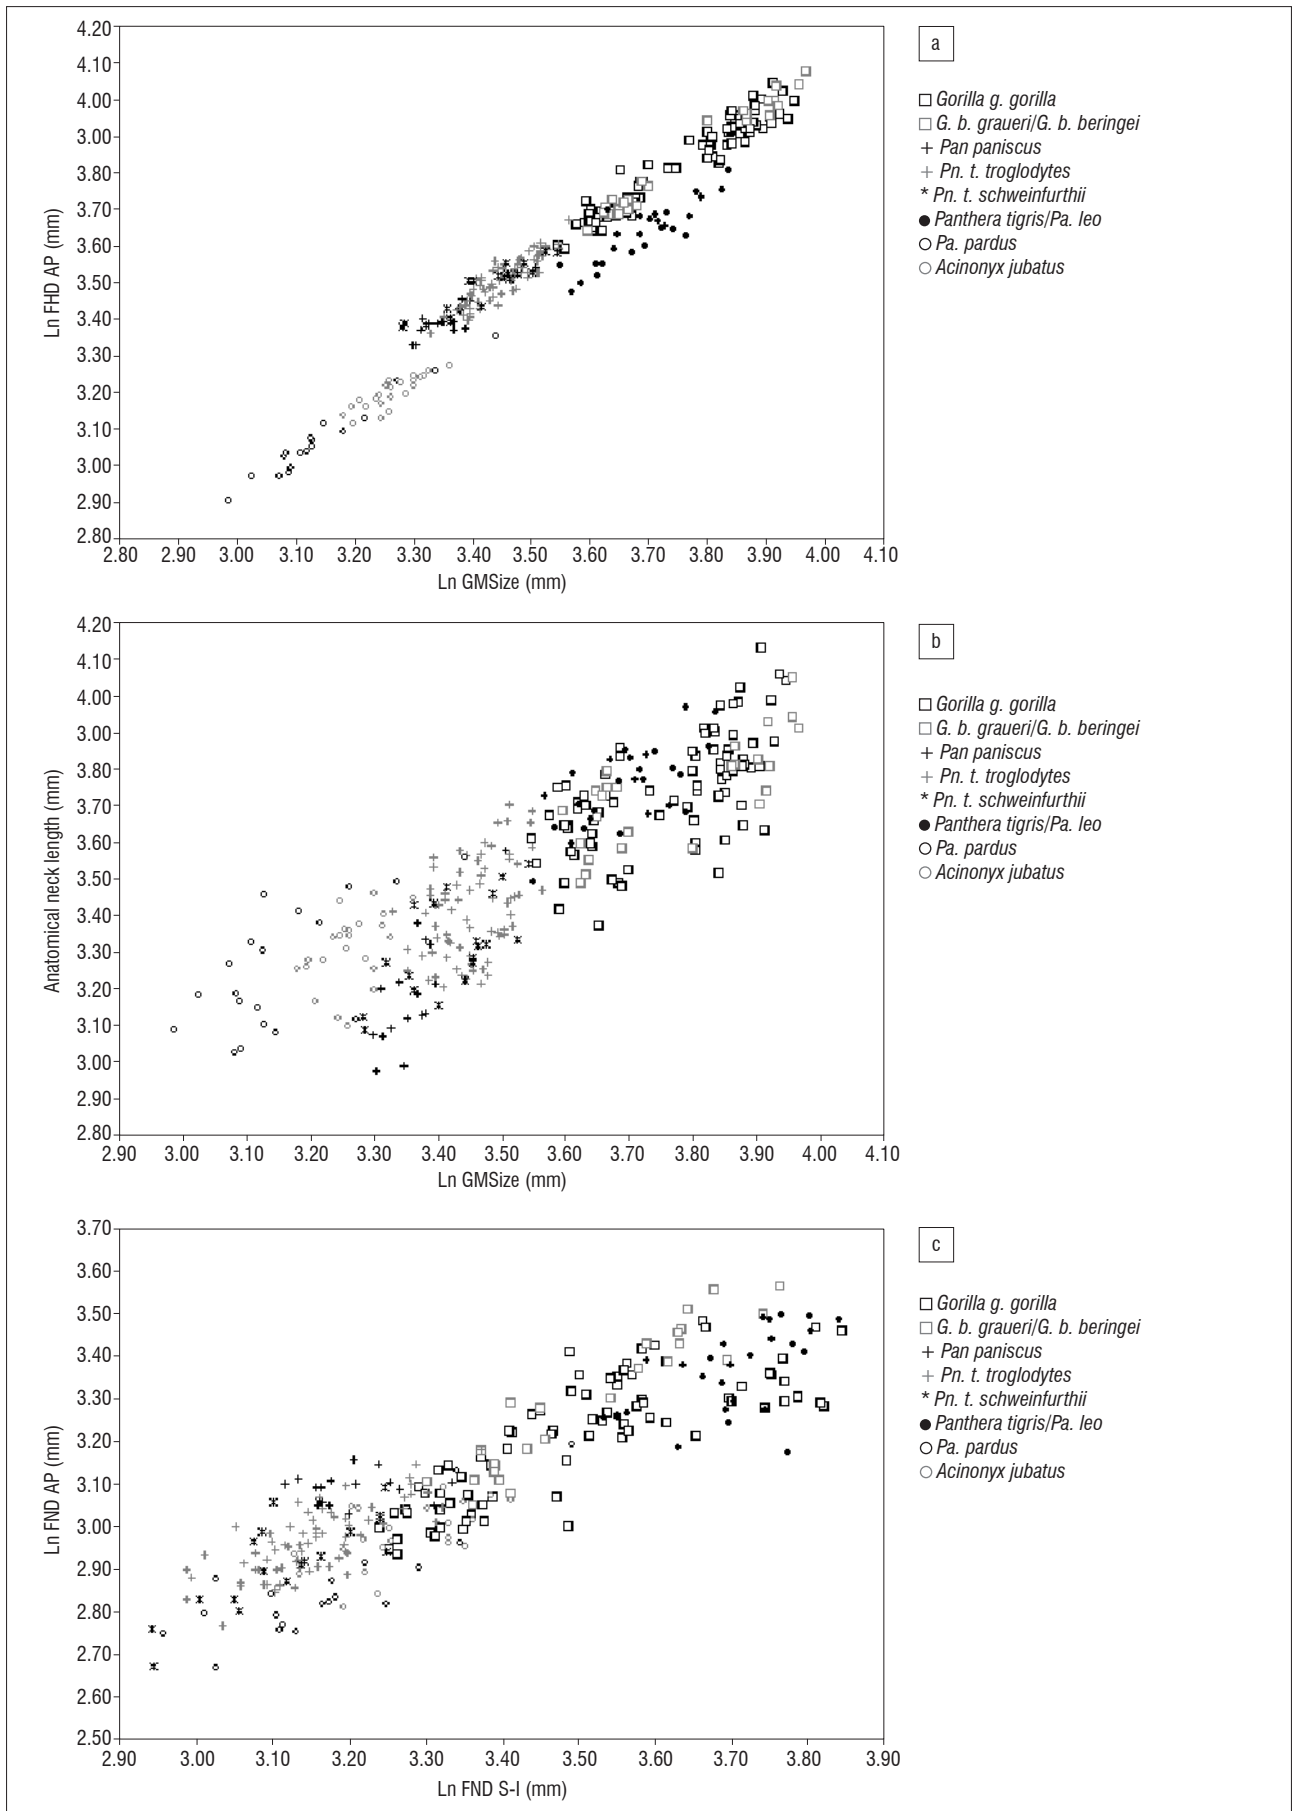 a
4.20
4.10
4.00
3.90
3.80
3.70
3.60
3.50
3.40
3.30
3.20
3.10
3.00
2.90
2.80
Ln FHD AP (mm)
2.80 2.90 3.00 3.10 3.20 3.30 3.40 3.50 3.60 3.70 3.80 3.90 4.00 4.10
Ln GMSize (mm)
Gorilla g. gorilla
G. b. graueri/G. b. beringei
Pan paniscus
Pn. t. troglodytes
* Pn. t. schweinfurthii
Panthera tigris/Pa. leo
Pa. pardus
Acinonyx jubatus
b
4.20
4.10
4.00
3.90
3.80
3.70
3.60
3.50
3.40
3.30
3.20
3.10
3.00
2.90
2.80
Anatomical neck length (mm)
2.90 3.00 3.10 3.20 3.30 3.40 3.50 3.60 3.70 3.80 3.90 4.00 4.10
Ln GMSize (mm)
Gorilla g. gorilla
G. b. graueri/G. b. beringei
Pan paniscus
Pn. t. troglodytes
* Pn. t. schweinfurthii
Panthera tigris/Pa. leo
Pa. pardus
Acinonyx jubatus
c
3.70
3.60
3.50
3.40
3.30
3.20
3.10
3.00
2.90
2.80
2.70
2.60
2.50
Ln FND AP (mm)
2.90 3.00 3.10 3.20 3.30 3.40 3.50 3.60 3.70 3.80 3.90
Ln FND S-I (mm)
Gorilla g. gorilla
G. b. graueri/G. b. beringei
Pan paniscus
Pn. t. troglodytes
* Pn. t. schweinfurthii
Panthera tigris/Pa. leo
Pa. pardus
Acinonyx jubatus